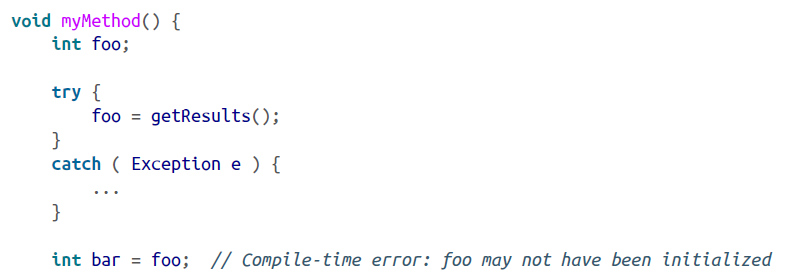 void myMethod() {
    int foo;

    try {
        foo = getResults();
    }
    catch ( Exception e ) {
        ...
    }

    int bar = foo;  // Compile-time error: foo may not have been initialized